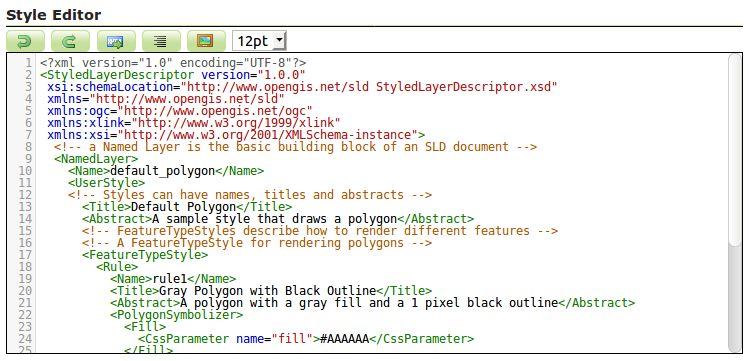 Style Editor
12pt
1 <?xml version="1.0" encoding="UTF-8"?>
2 <StyledLayerDescriptor version="1.0.0"
3 xsi:schemaLocation="http://www.opengis.net/sld StyledLayerDescriptor.xsd"
4 xmlns="http://www.opengis.net/sld"
5 xmlns:ogc="http://www.opengis.net/ogc"
6 xmlns:xlink="http://www.w3.org/1999/xlink"
7 xmlns:xsi="http://www.w3.org/2001/XMLSchema-instance">
8 <!-- a Named Layer is the basic building block of an SLD document -->
9 <NamedLayer>
10 <Name>default_polygon</Name>
11 <UserStyle>
12 <!-- Styles can have names, titles and abstracts -->
13 <Title>Default Polygon</Title>
14 <Abstract>A sample style that draws a polygon</Abstract>
15 <!-- FeatureTypeStyles describe how to render different features -->
16 <!-- A FeatureTypeStyle for rendering polygons -->
17 <FeatureTypeStyle>
18 <Rule>
19 <Name>rule1</Name>
20 <Title>Gray Polygon with Black Outline</Title>
21 <Abstract>A polygon with a gray fill and a 1 pixel black outline</Abstract>
22 <PolygonSymbolizer>
23 <Fill>
24 <CssParameter name="fill">#AAAAAA</CssParameter>
25 </Fill>